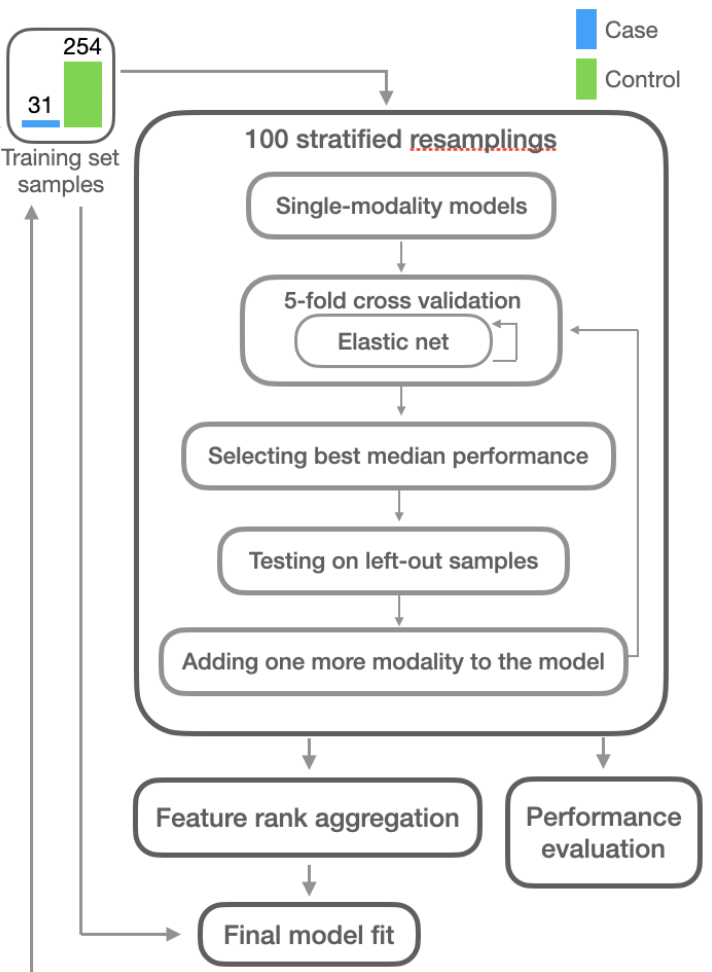 254
31
Case
Control
Training set
samples
100 stratified resamplings
Single-modality models
5-fold cross validation
Elastic net
Selecting best median performance
Testing on left-out samples
Adding one more modality to the model
Feature rank aggregation
Performance
evaluation
Final model fit